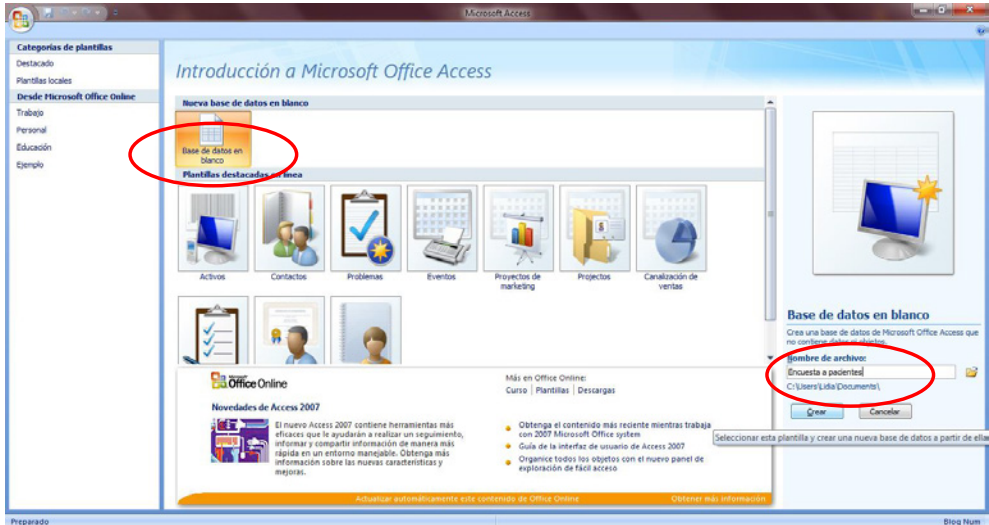 Microsoft Access
Categorías de plantillas
Destacado
Plantillas locales
Desde Microsoft Office Online
Trabajo
Personal
Educación
Ejemplo
Introducción a Microsoft Office Access
Nueva base de datos en blanco
Base de datos en
blanco
Plantillas destacadas en línea
Activos
Contactos
Problemas
Eventos
Proyectos de
marketing
Projectos
Canalización de
ventas
Office Online
Novedades de Access 2007
El nuevo Access 2007 contiene herramientas más
eficaces que le ayudarán a realizar un seguimiento,
informar y compartir información de manera más
rápida en un entorno manejable. Obtenga más
información sobre las nuevas características y
mejoras.
Más en Office Online:
Curso | Plantillas | Descargas
Obtenga el contenido más reciente mientras trabaja
con 2007 Microsoft Office system
Guía de la interfaz de usuario de Access 2007
Organice todos los objetos con el nuevo panel de
exploración de fácil acceso
Actualizar automáticamente este contenido de Office Online
Obtener más información
Base de datos en blanco
Crea una base de datos de Microsoft Office Access que
no contiene datos ni objetos.
Nombre de archivo:
Encuesta a pacientes
C:\Users\Lidia\Documents\
Crear
Cancelar
Seleccionar esta plantilla y crear una nueva base de datos a partir de ella
Preparado
Bloq Num